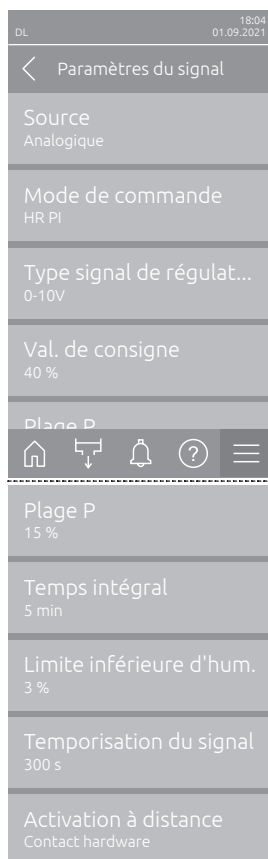 18:04
DL
01.09.2021
Paramètres du signal
Source
Analogique
Mode de commande
HR PI
Type signal de régulat...
0-10V
Val. de consigne
40 %
Plage P
?
Plage P
15 %
Temps intégral
5 min
Limite inférieure d'hum.
3 %
Temporisation du signal
300 s
Activation à distance
Contact hardware